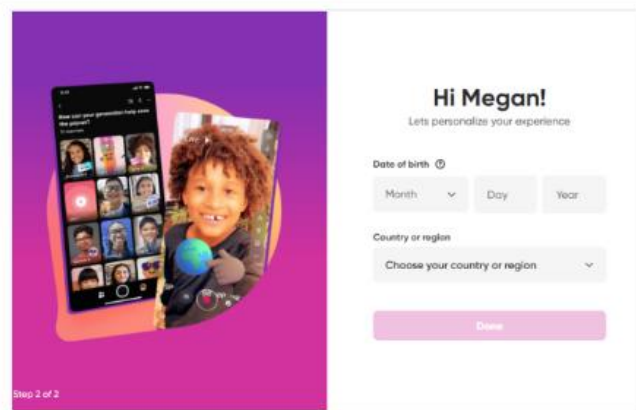 How can your generation help save
the planet?
Step 2 of 2
Hi Megan!
Lets personalize your experience
Date of birth
Month
Day
Year
Country or region
Choose your country or region
Done